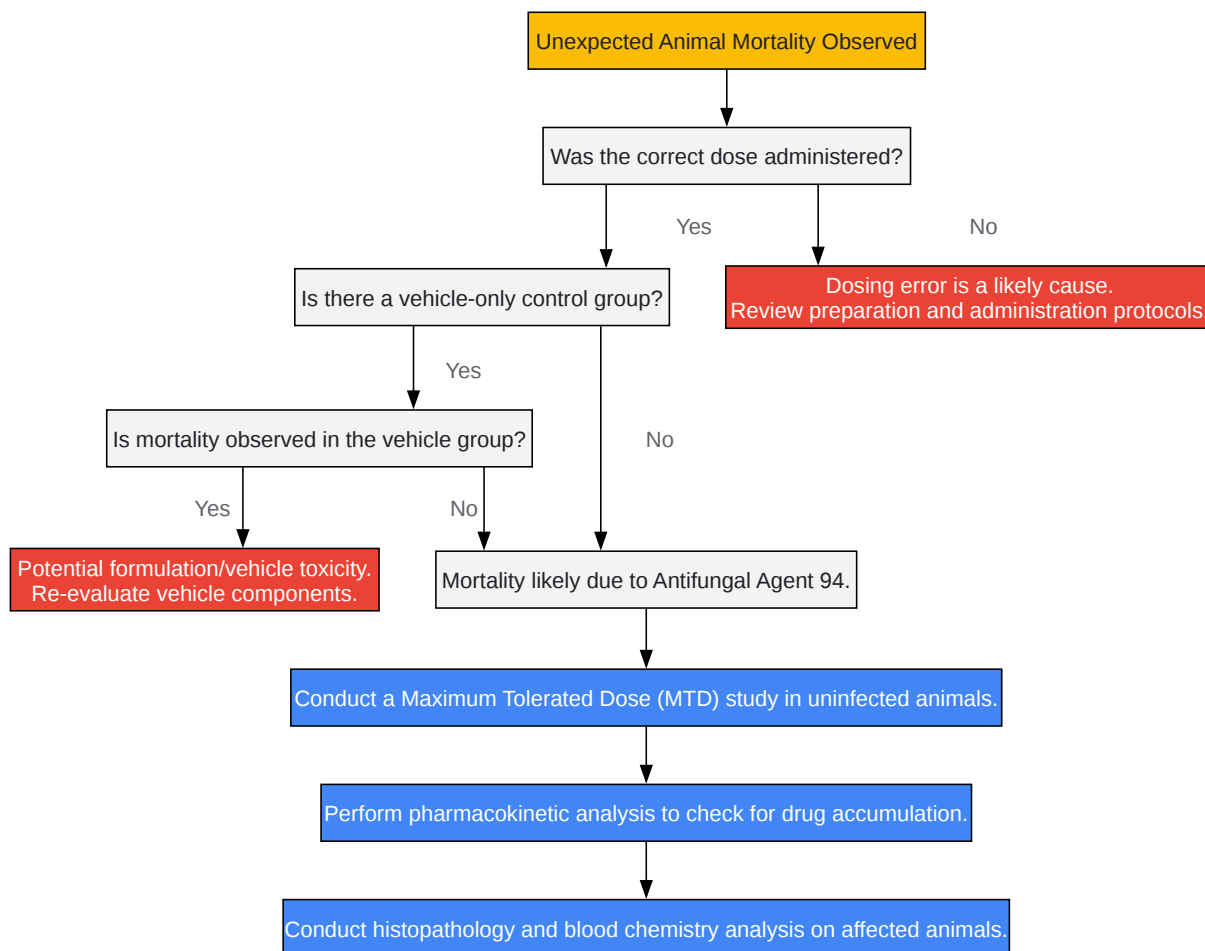 Unexpected Animal Mortality Observed
Was the correct dose administered?
Yes
No
Is there a vehicle-only control group?
Dosing error is a likely cause.
Review preparation and administration protocols
Yes
No
Is mortality observed in the vehicle group?
Yes
No
Potential formulation/vehicle toxicity.
Re-evaluate vehicle components.
Mortality likely due to Antifungal Agent 94.
Conduct a Maximum Tolerated Dose (MTD) study in uninfected animals.
Perform pharmacokinetic analysis to check for drug accumulation.
Conduct histopathology and blood chemistry analysis on affected animals.